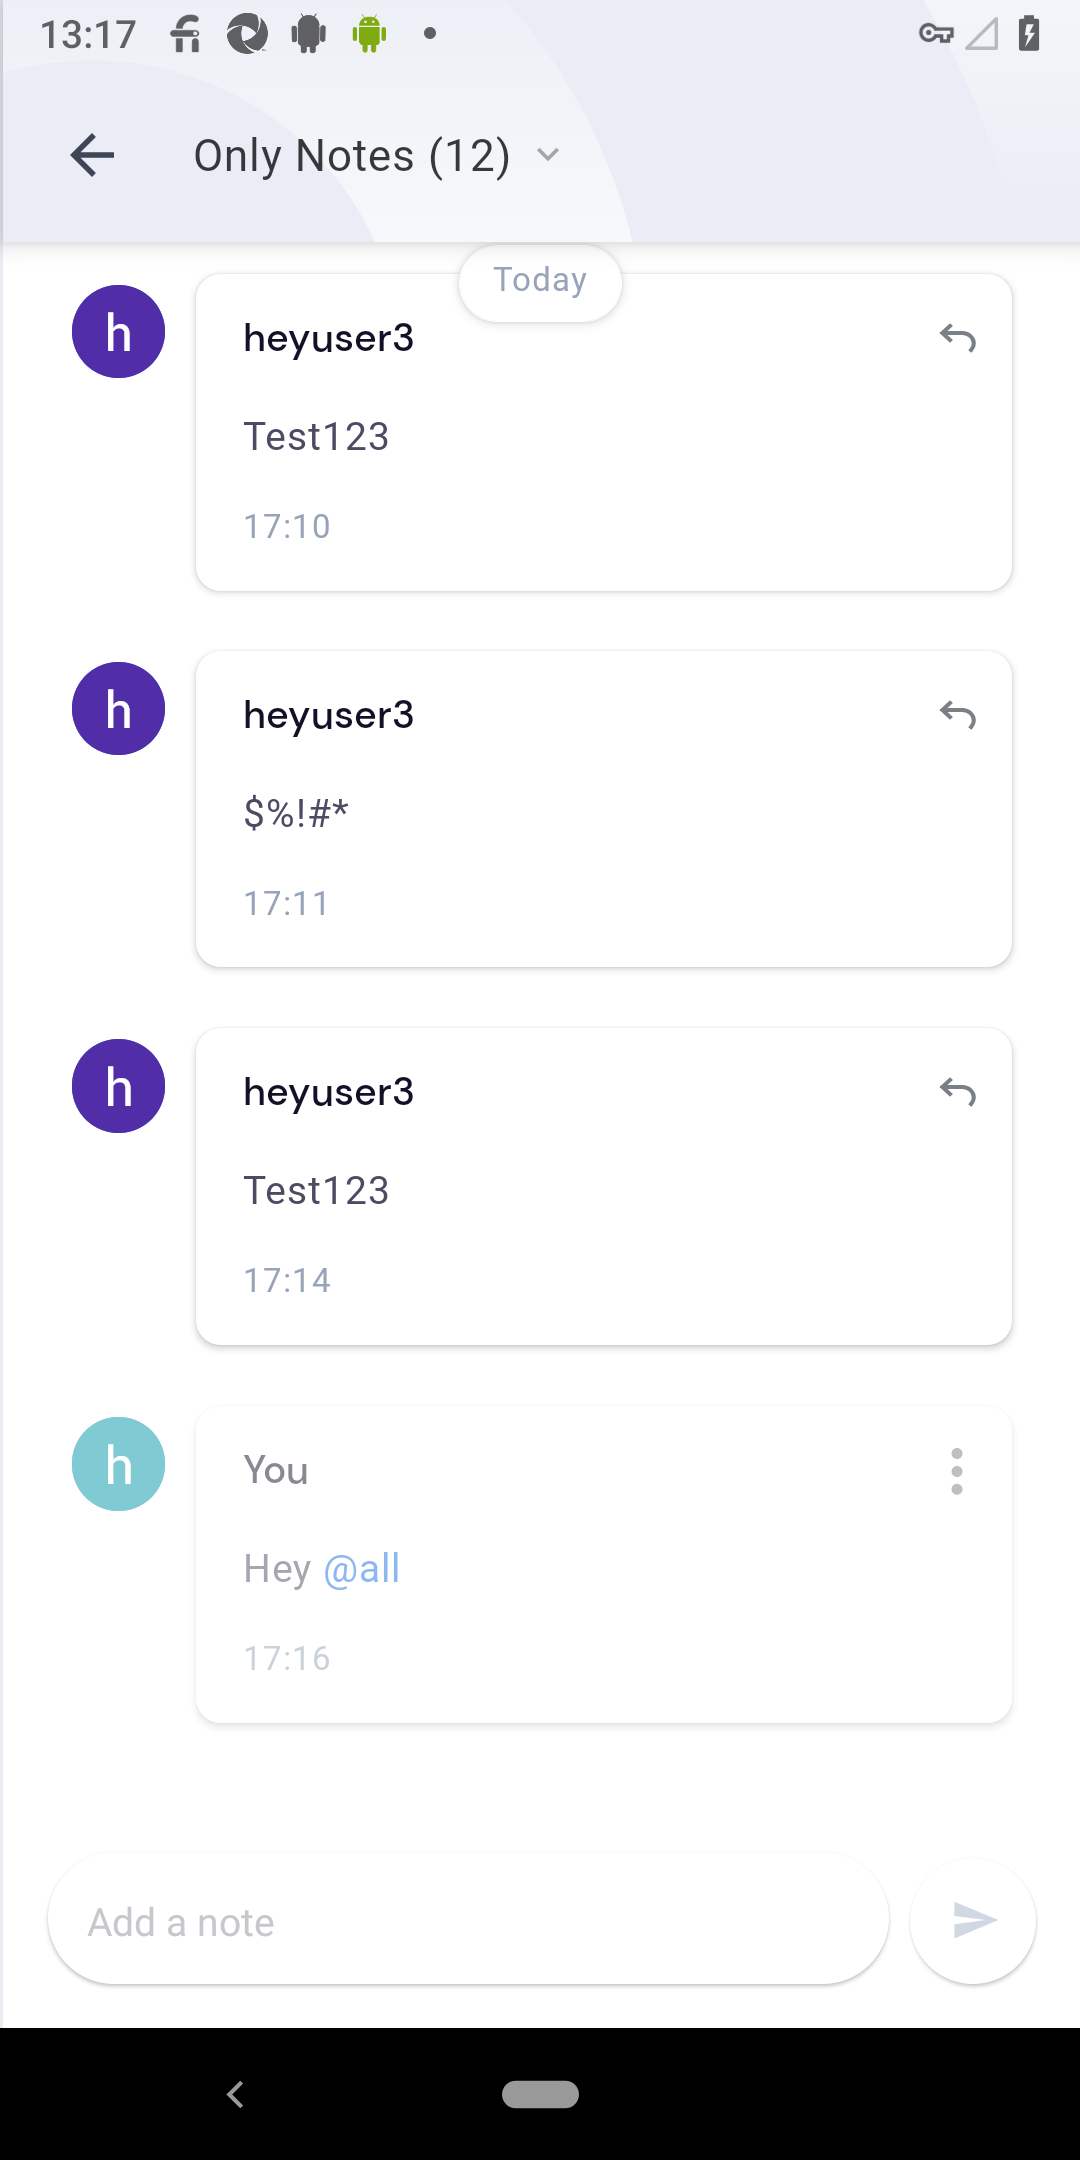 13:17
Only Notes (12)
Today
h
heyuser3
Test123
17:10
h
heyuser3
$%!#*
17:11
h
heyuser3
Test123
17:14
h
You
Hey @all
17:16
Add a note